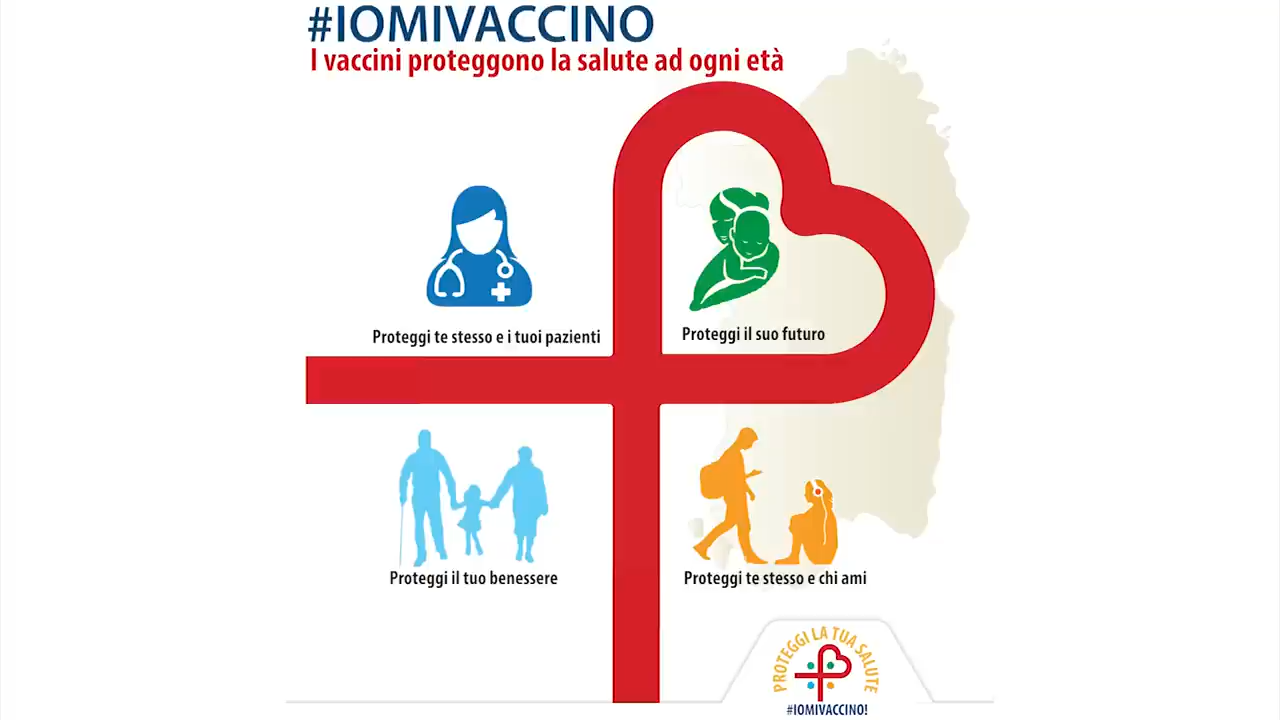 #IOMIVACCINO
I vaccini proteggono la salute ad ogni età
Proteggi te stesso e i tuoi pazienti
Proteggi il suo futuro
Proteggi il tuo benessere
Proteggi te stesso e chi ami
PROTEGGI LA TUA SALUTE
#IOMIVACCINO!